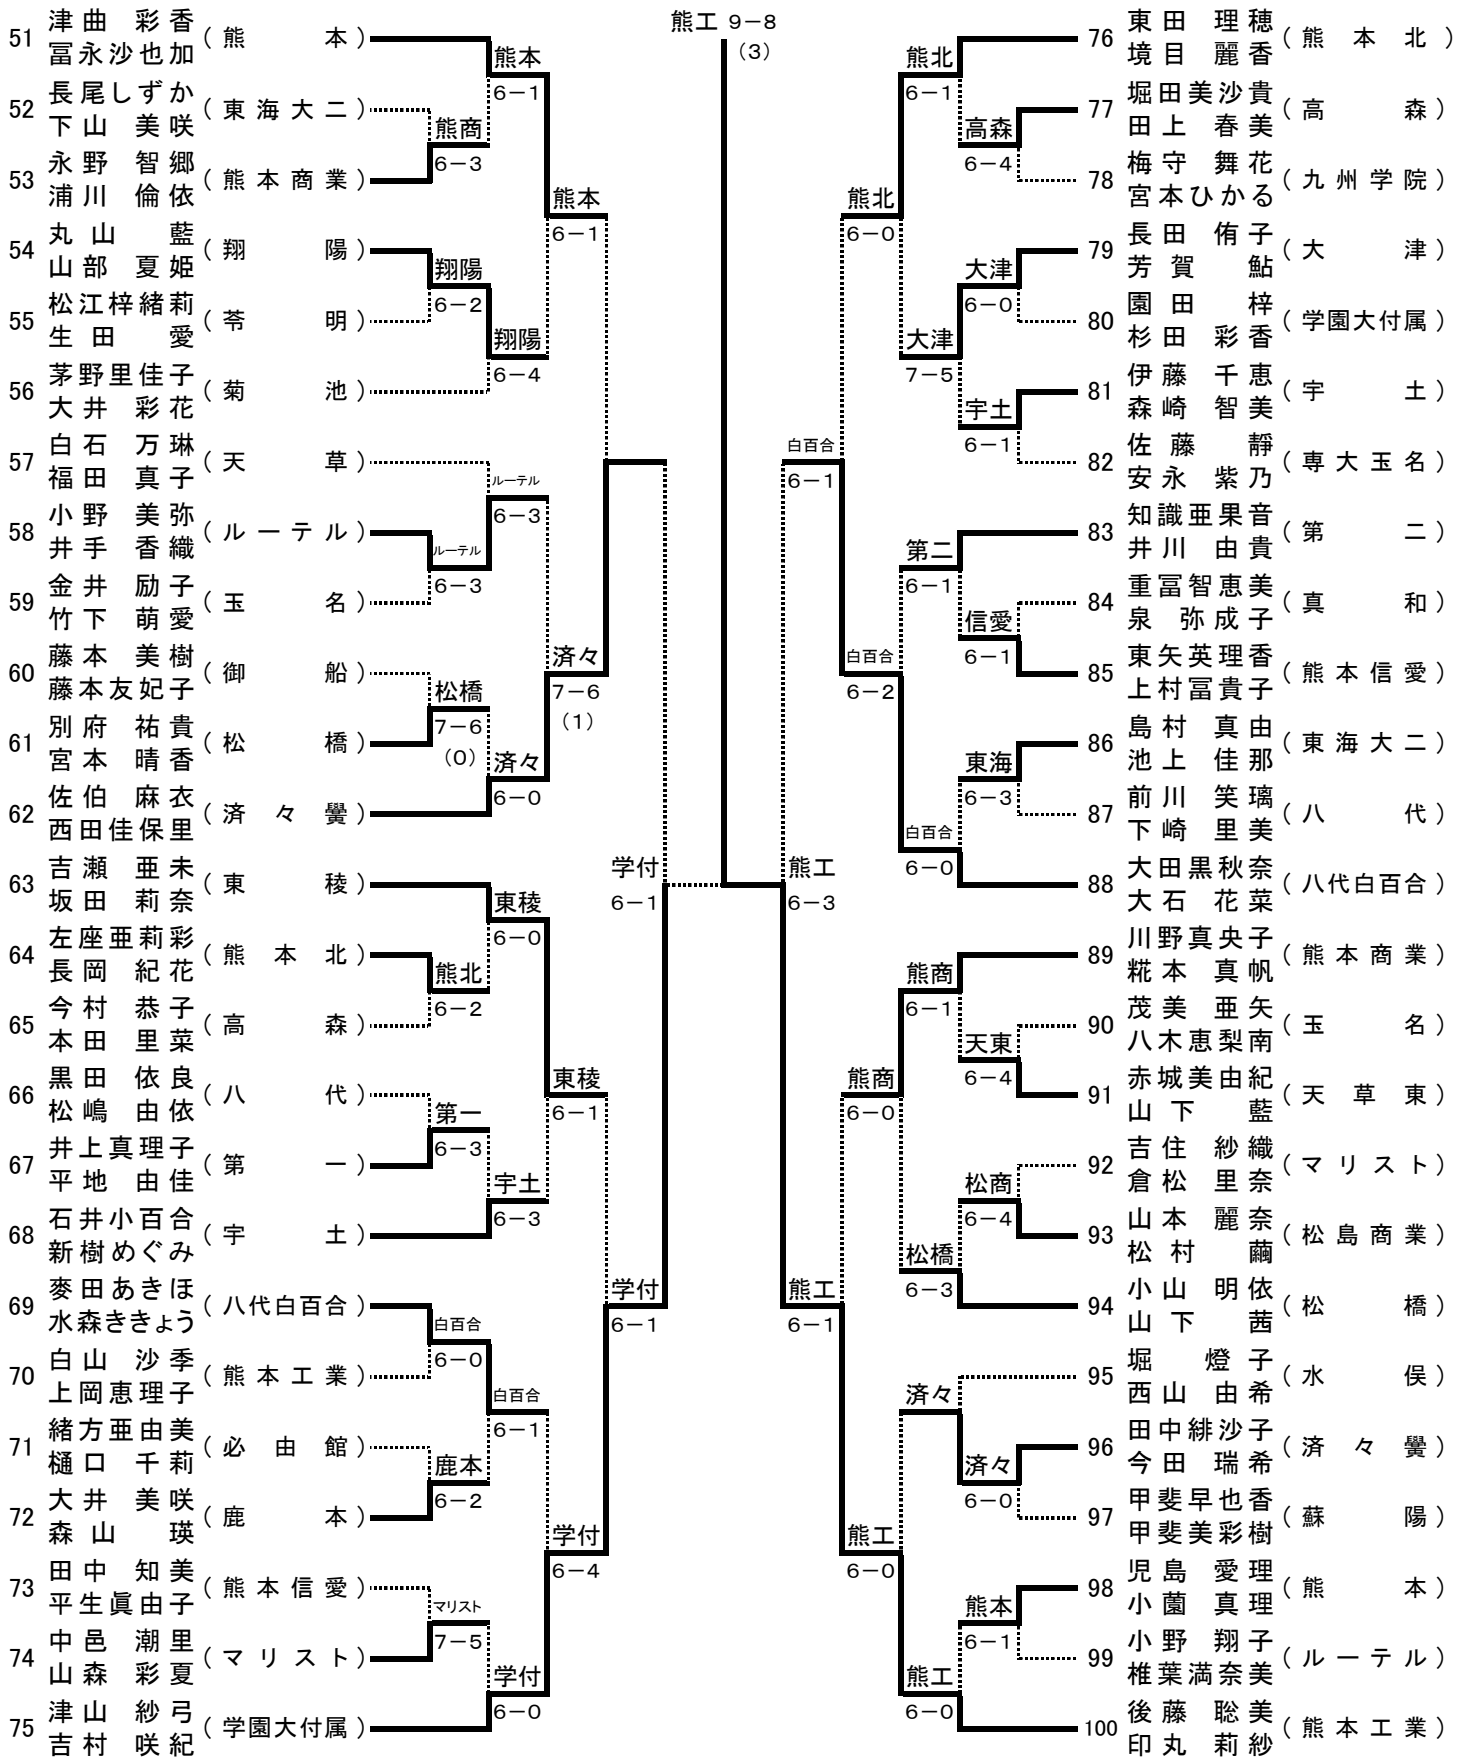 熊工 9－8
（3）
51 津曲 彩香 冨永沙也加 （熊本）
52 長尾しずか 下山 美咲 （東海大二）
53 永野 智郷 浦川 倫依 （熊本商業）
54 丸山 藍 山部 夏姫 （翔陽）
55 松江梓緒莉 生田 愛 （苓明）
56 茅野里佳子 大井 彩花 （菊池）
57 白石 万琳 福田 真子 （天草）
58 小野 美弥 井手 香織 （ルーテル）
59 金井 励子 竹下 萌愛 （玉名）
60 藤本 美樹 藤本友妃子 （御船）
61 別府 祐貴 宮本 晴香 （松橋）
62 佐伯 麻衣 西田佳保里 （済々黌）
63 吉瀬 亜未 坂田 莉奈 （東稜）
64 左座亜莉彩 長岡 紀花 （熊本北）
65 今村 恭子 本田 里菜 （高森）
66 黒田 依良 松嶋 由依 （八代）
67 井上真理子 平地 由佳 （第一）
68 石井小百合 新樹めぐみ （宇土）
69 麥田あきほ 水森ききょう （八代白百合）
70 白山 沙季 上岡恵理子 （熊本工業）
71 緒方亜由美 樋口 千莉 （必由館）
72 大井 美咲 森山 瑛 （鹿本）
73 田中 知美 平生眞由子 （熊本信愛）
74 中邑 潮里 山森 彩夏 （マリスト）
75 津山 紗弓 吉村 咲紀 （学園大付属）
熊商 6－3
翔陽 6－2
ルーテル 6－3
松橋 7－6 （0）
熊北 6－2
第一 6－3
白百合 6－0
鹿本 6－2
マリスト 7－5
熊本 6－1
翔陽 6－4
ルーテル 6－3
済々 6－0
東稜 6－0
宇土 6－3
白百合 6－1
学付 6－0
熊本 6－1
済々 7－6 （1）
東稜 6－1
学付 6－4
学付 6－1
学付 6－1
熊工 6－3
白百合 6－1
熊工 6－1
熊北 6－0
白百合 6－2
熊商 6－0
熊工 6－0
熊北 6－1
大津 7－5
第二 6－1
白百合 6－0
熊商 6－1
松橋 6－3
済々
熊工 6－0
高森 6－4
大津 6－0
宇土 6－1
信愛 6－1
東海 6－3
天東 6－4
松商 6－4
済々 6－0
熊本 6－1
76 東田 理穂 境目 麗香 （熊本北）
77 堀田美沙貴 田上 春美 （高森）
78 梅守 舞花 宮本ひかる （九州学院）
79 長田 侑子 芳賀 鮎 （大津）
80 園田 梓 杉田 彩香 （学園大付属）
81 伊藤 千恵 森崎 智美 （宇土）
82 佐藤 靜 安永 紫乃 （専大玉名）
83 知識亜果音 井川 由貴 （第二）
84 重冨智恵美 泉 弥成子 （真和）
85 東矢英理香 上村冨貴子 （熊本信愛）
86 島村 真由 池上 佳那 （東海大二）
87 前川 笑璃 下崎 里美 （八代）
88 大田黒秋奈 大石 花菜 （八代白百合）
89 川野真央子 糀本 真帆 （熊本商業）
90 茂美 亜矢 八木恵梨南 （玉名）
91 赤城美由紀 山下 藍 （天草東）
92 吉住 紗織 倉松 里奈 （マリスト）
93 山本 麗奈 松村 繭 （松島商業）
94 小山 明依 山下 茜 （松橋）
95 堀 燈子 西山 由希 （水俣）
96 田中緋沙子 今田 瑞希 （済々黌）
97 甲斐早也香 甲斐美彩樹 （蘇陽）
98 児島 愛理 小薗 真理 （熊本）
99 小野 翔子 椎葉満奈美 （ルーテル）
100 後藤 聡美 印丸 莉紗 （熊本工業）